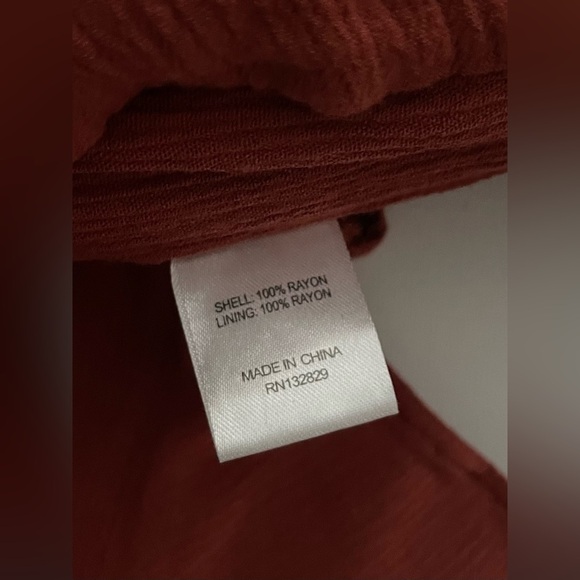 SHELL: 100% RAYON
LINING: 100% RAYON
MADE IN CHINA
RN132829